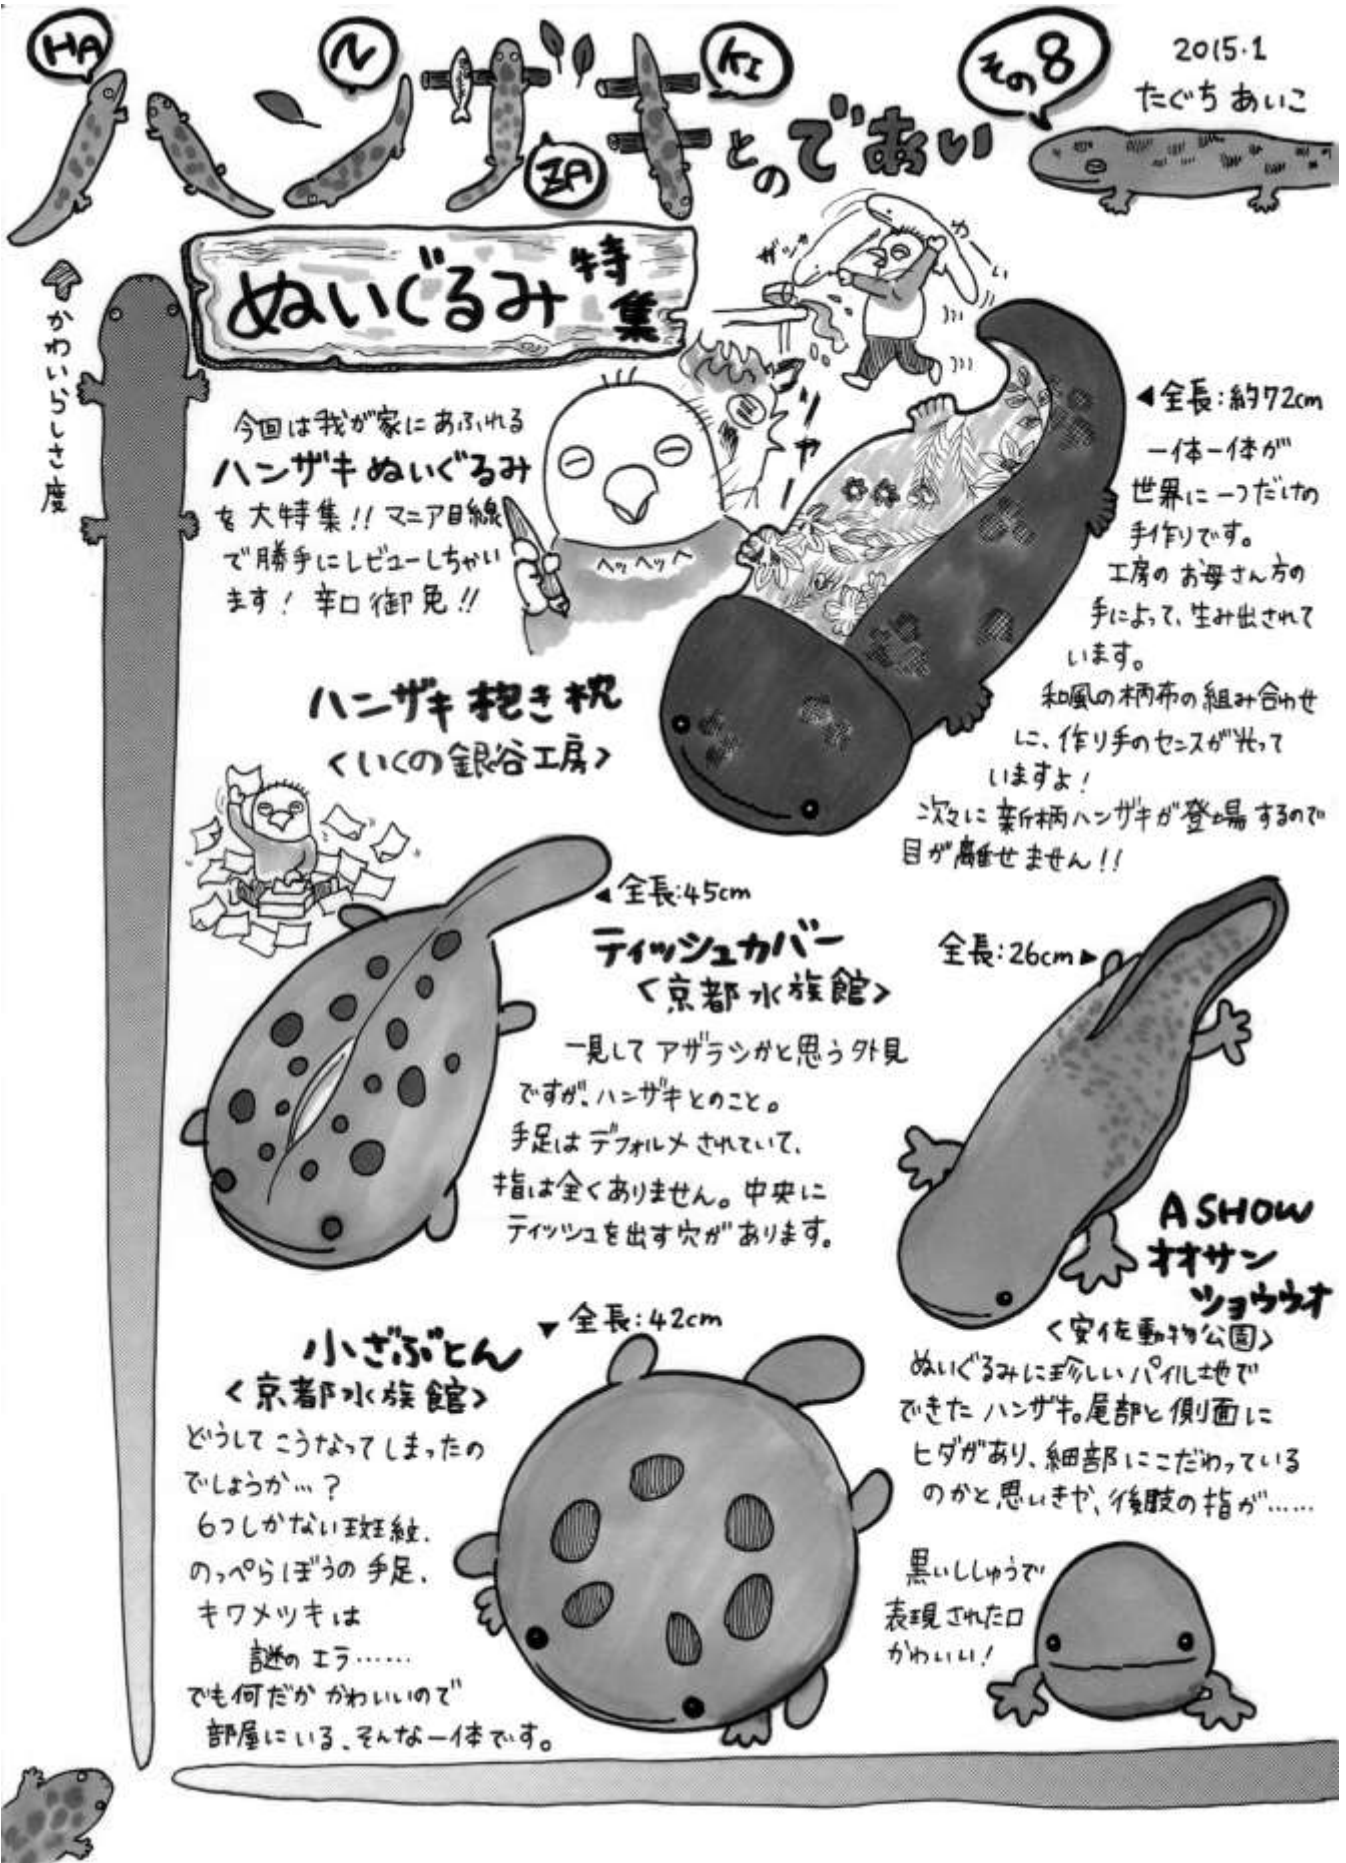 HA
N
ZA
KI
ハンザキとのであい
その8
2015.1
たぐちあいこ
ぬいぐるみ特集
かわいらしさ度
今回は我が家にあふれる
ハンザキぬいぐるみ
を大特集!!マニア目線
で勝手にレビューしちゃい
ます!辛口御免!!
ヘッヘッヘ
ハンザキ抱き枕
<いくの銀谷工房>
◀全長:約72cm
一体一体が
世界に一つだけの
手作りです。
工房のお母さん方の
手によって、生み出されて
います。
和風の柄布の組み合わせ
に、作り手のセンスが光って
いますよ!
次々に新柄ハンザキが登場するので
目が離せません!!
◀全長:45cm
ティッシュカバー
<京都水族館>
一見してアザラシかと思う外見
ですが、ハンザキとのこと。
手足はデフォルメされていて、
指は全くありません。中央に
ティッシュを出す穴があります。
全長:26cm▶
A SHOW
オオサン
ショウウオ
<安佐動物公園>
ぬいぐるみに珍しいパイル地で
できたハンザキ。尾部と側面に
ヒダがあり、細部にこだわっている
のかと思いきや、後肢の指が……
黒いししゅうで
表現された口
かわいい!
▼全長:42cm
小ざぶとん
<京都水族館>
どうしてこうなってしまったの
でしょうか…?
6つしかない斑紋、
のっぺらぼうの手足、
キワメツキは
謎のエラ……
でも何だかかわいいので
部屋にいる、そんな一体です。